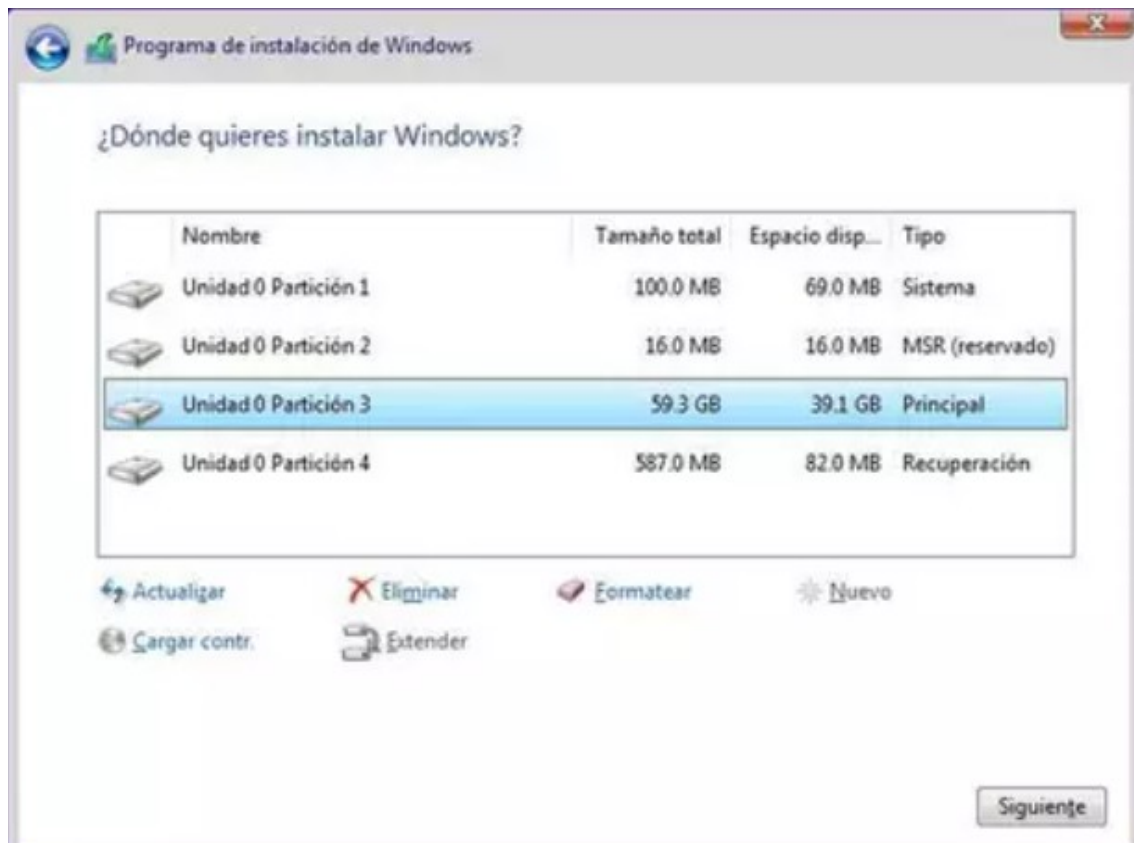 Programa de instalación de Windows
¿Dónde quieres instalar Windows?
Nombre Tamaño total Espacio disp... Tipo
Unidad 0 Partición 1 100.0 MB 69.0 MB Sistema
Unidad 0 Partición 2 16.0 MB 16.0 MB MSR (reservado)
Unidad 0 Partición 3 59.3 GB 39.1 GB Principal
Unidad 0 Partición 4 587.0 MB 82.0 MB Recuperación
Actualizar Eliminar Formatear Nuevo
Cargar contr. Extender
Siguiente